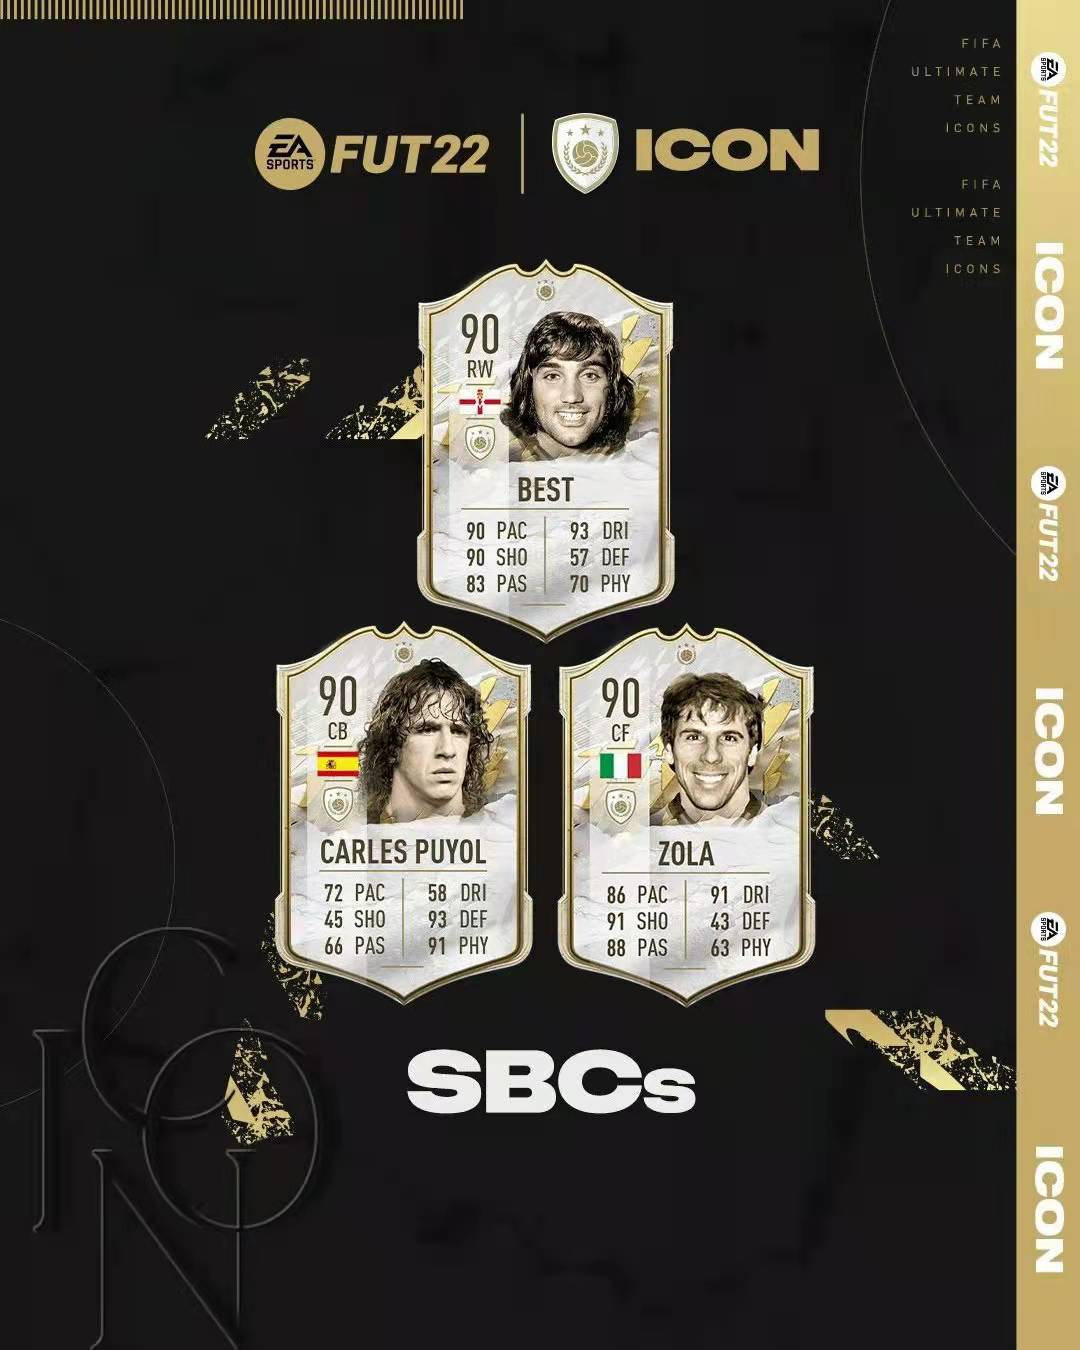 FIFA
ULTIMATE
TEAM
ICONS
FIFA
ULTIMATE
TEAM
ICONS
EA
SPORTS
FUT22
ICON
90
RW
BEST
90 PAC 93 DRI
90 SHO 57 DEF
83 PAS 70 PHY
90
CB
CARLES PUYOL
72 PAC 58 DRI
45 SHO 93 DEF
66 PAS 91 PHY
90
CF
ZOLA
86 PAC 91 DRI
91 SHO 43 DEF
88 PAS 63 PHY
SBCs
ICON
EA
SPORTS
FUT22
ICON
EA
SPORTS
FUT22
ICON
EA
SPORTS
FUT22
ICON